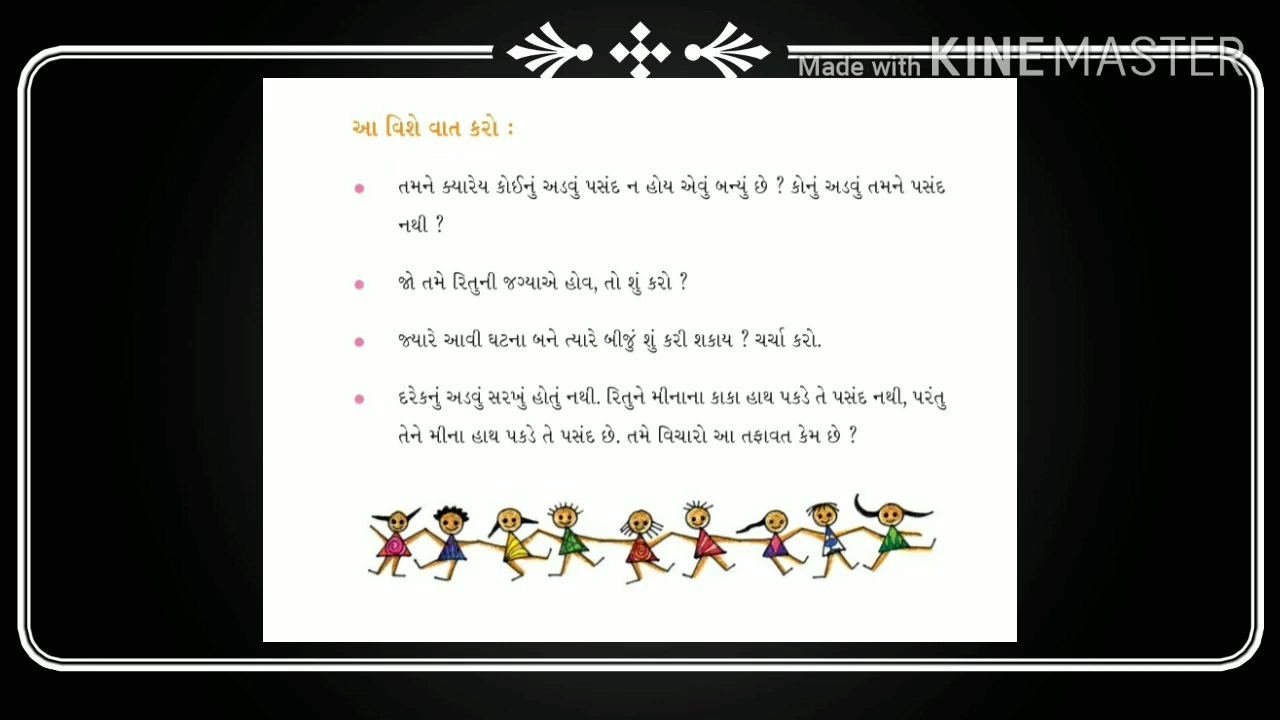 Made with KINEMASTER
આ વિશે વાત કરો :
તમને ક્યારેય કોઈનું અડવું પસંદ ન હોય એવું બન્યું છે ? કોનું અડવું તમને પસંદ
નથી ?
જો તમે રિતુની જગ્યાએ હોવ, તો શું કરો ?
જ્યારે આવી ઘટના બને ત્યારે બીજું શું કરી શકાય ? ચર્ચા કરો.
દરેકનું અડવું સરખું હોતું નથી. રિતુને મીનાના કાકા હાથ પકડે તે પસંદ નથી, પરંતુ
તેને મીના હાથ પકડે તે પસંદ છે. તમે વિચારો આ તફાવત કેમ છે ?